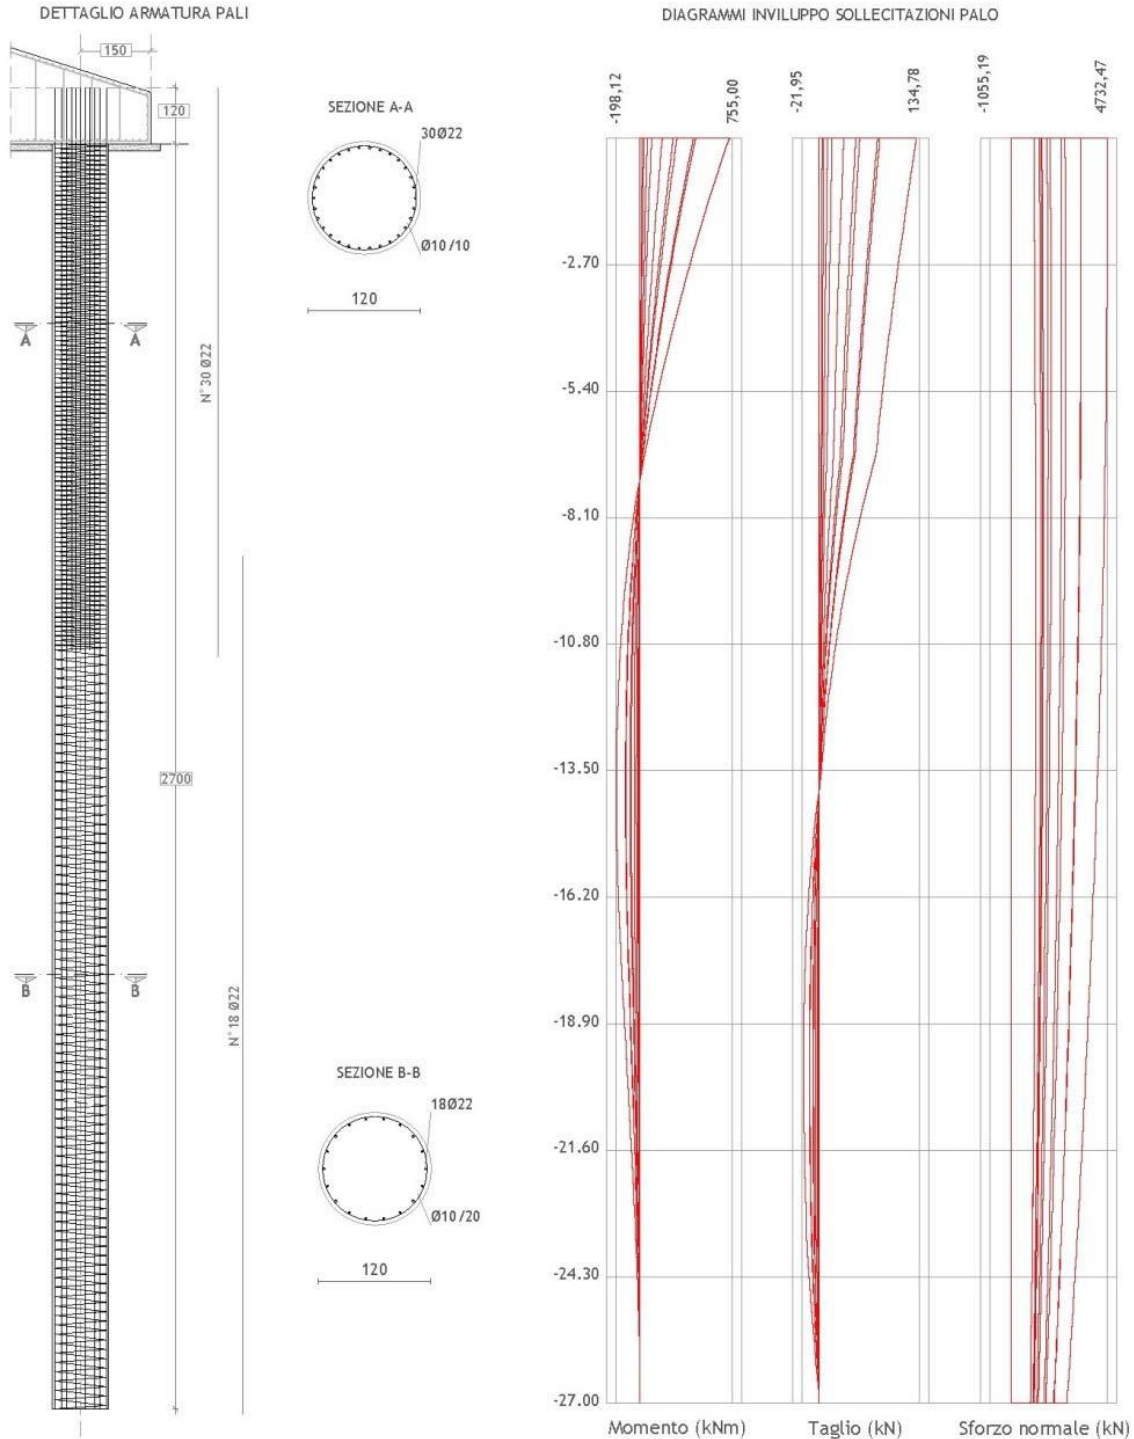 DETTAGLIO ARMATURA PALI
150
120
A
A
N°30 Ø22
2700
B
B
N°18 Ø22
SEZIONE A-A
30Ø22
Ø10/10
120
SEZIONE B-B
18Ø22
Ø10/20
120
DIAGRAMMI INVILUPPO SOLLECITAZIONI PALO
-198,12
755,00
-21,95
134,78
-1055,19
4732,47
-2.70
-5.40
-8.10
-10.80
-13.50
-16.20
-18.90
-21.60
-24.30
-27.00
Momento (kNm)
Taglio (kN)
Sforzo normale (kN)